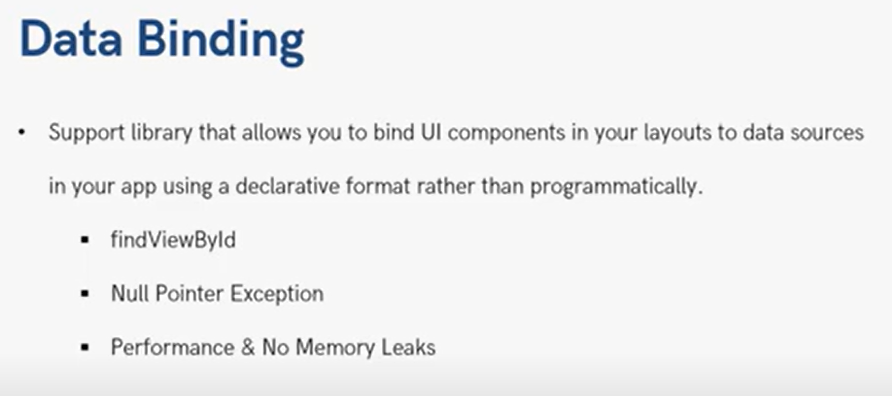 Data Binding
• Support library that allows you to bind UI components in your layouts to data sources
in your app using a declarative format rather than programmatically.
▪ findViewById
▪ Null Pointer Exception
▪ Performance & No Memory Leaks